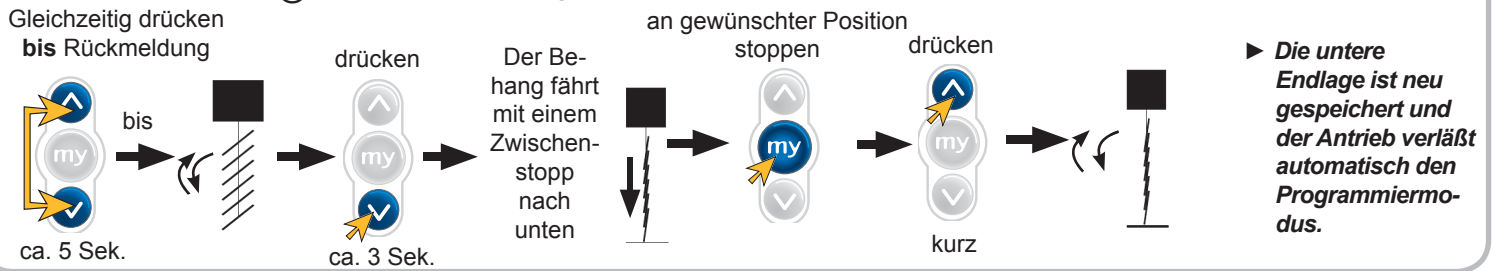 Gleichzeitig drücken
bis Rückmeldung
my
ca. 5 Sek.
bis
drücken
my
ca. 3 Sek.
Der Be-
hang fährt
mit einem
Zwischen-
stopp
nach
unten
an gewünschter Position
stoppen
my
drücken
my
kurz
► Die untere
Endlage ist neu
gespeichert und
der Antrieb verläßt
automatisch den
Programmiermo-
dus.